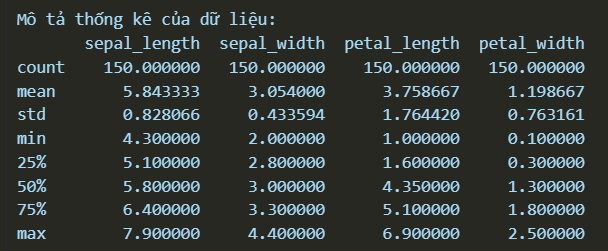 Mô tả thống kê của dữ liệu:
sepal_length sepal_width petal_length petal_width
count 150.000000 150.000000 150.000000 150.000000
mean 5.843333 3.054000 3.758667 1.198667
std 0.828066 0.433594 1.764420 0.763161
min 4.300000 2.000000 1.000000 0.100000
25% 5.100000 2.800000 1.600000 0.300000
50% 5.800000 3.000000 4.350000 1.300000
75% 6.400000 3.300000 5.100000 1.800000
max 7.900000 4.400000 6.900000 2.500000